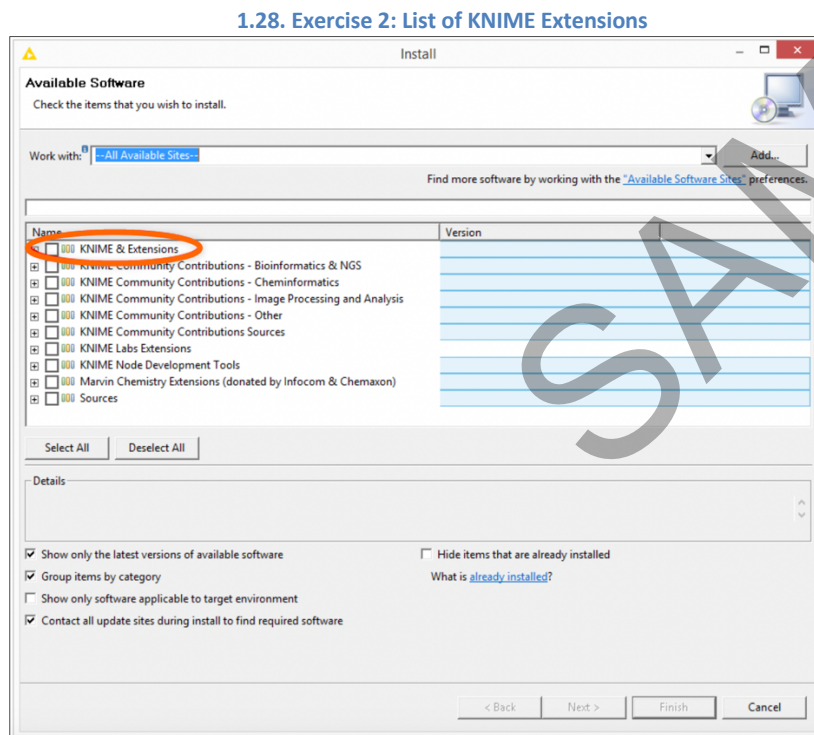 1.28. Exercise 2: List of KNIME Extensions
Install
Available Software
Check the items that you wish to install.
Work with: --All Available Sites-- Add...
Find more software by working with the "Available Software Sites" preferences.
Name Version
KNIME & Extensions
KNIME Community Contributions - Bioinformatics & NGS
KNIME Community Contributions - Cheminformatics
KNIME Community Contributions - Image Processing and Analysis
KNIME Community Contributions - Other
KNIME Community Contributions Sources
KNIME Labs Extensions
KNIME Node Development Tools
Marvin Chemistry Extensions (donated by Infocom & Chemaxon)
Sources
Select All Deselect All
Details
Show only the latest versions of available software Hide items that are already installed
Group items by category What is already installed?
Show only software applicable to target environment
Contact all update sites during install to find required software
< Back Next > Finish Cancel
SA